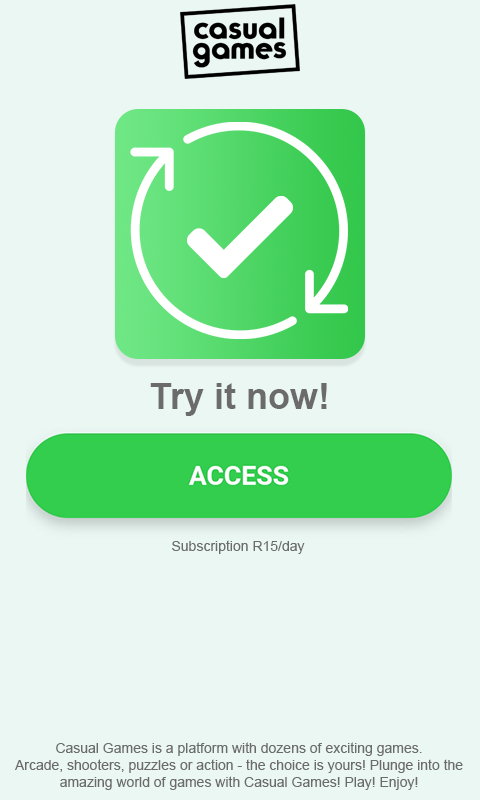 casual
games
Try it now!
ACCESS
Subscription R15/day
Casual Games is a platform with dozens of exciting games.
Arcade, shooters, puzzles or action - the choice is yours! Plunge into the
amazing world of games with Casual Games! Play! Enjoy!